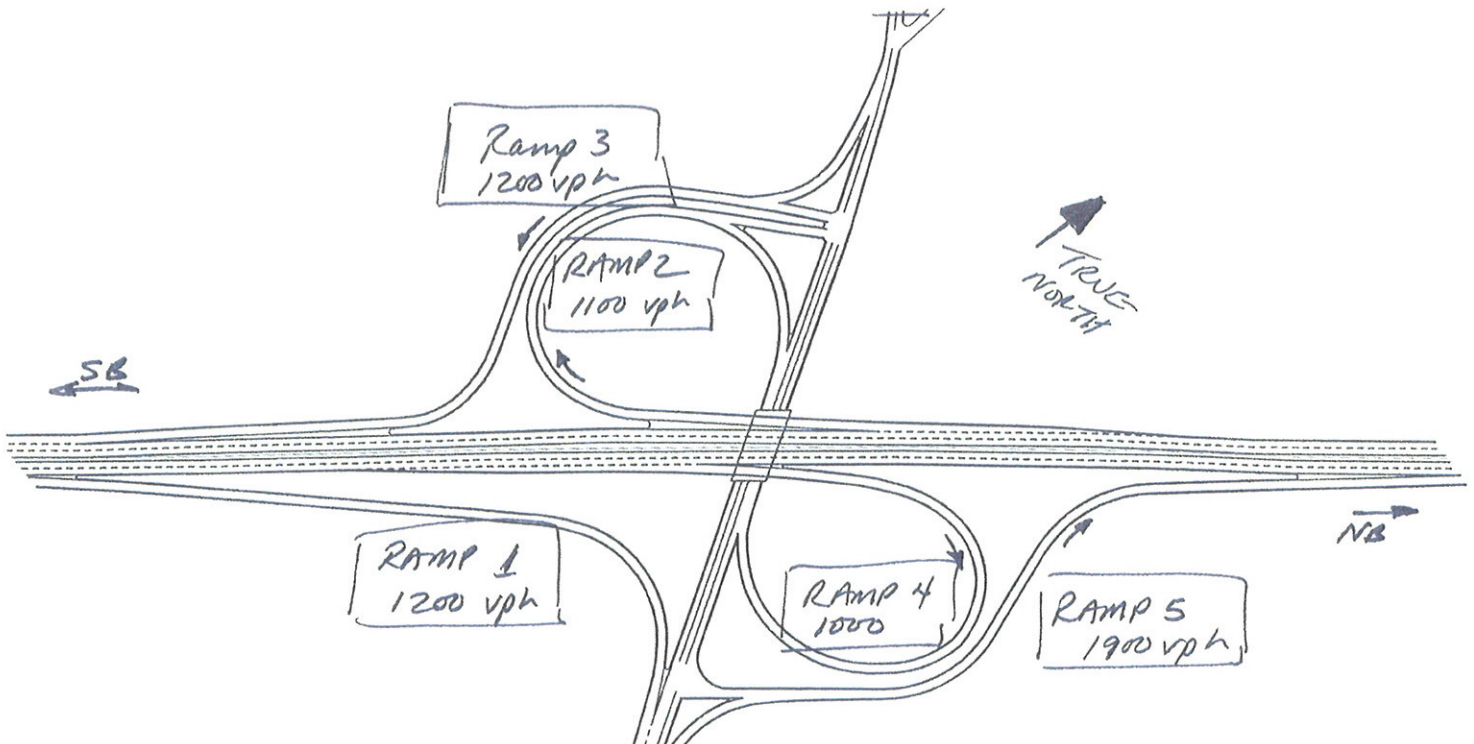 Ramp 3
1200 vph
RAMP 2
1100 vph
TRUE
NORTH
SB
NB
RAMP 1
1200 vph
RAMP 4
1000
RAMP 5
1900 vph